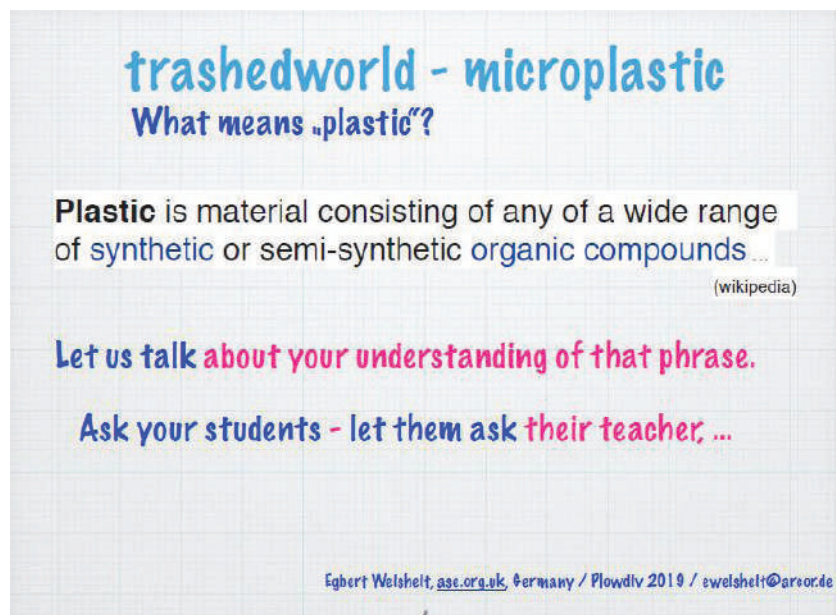 trashedworld - microplastic
What means „plastic“?
Plastic is material consisting of any of a wide range
of synthetic or semi-synthetic organic compounds ...
(wikipedia)
Let us talk about your understanding of that phrase.
Ask your students - let them ask their teacher, ...
Egbert Weisheit, ase.org.uk, Germany / Plowdiv 2019 / eweisheit@arcor.de